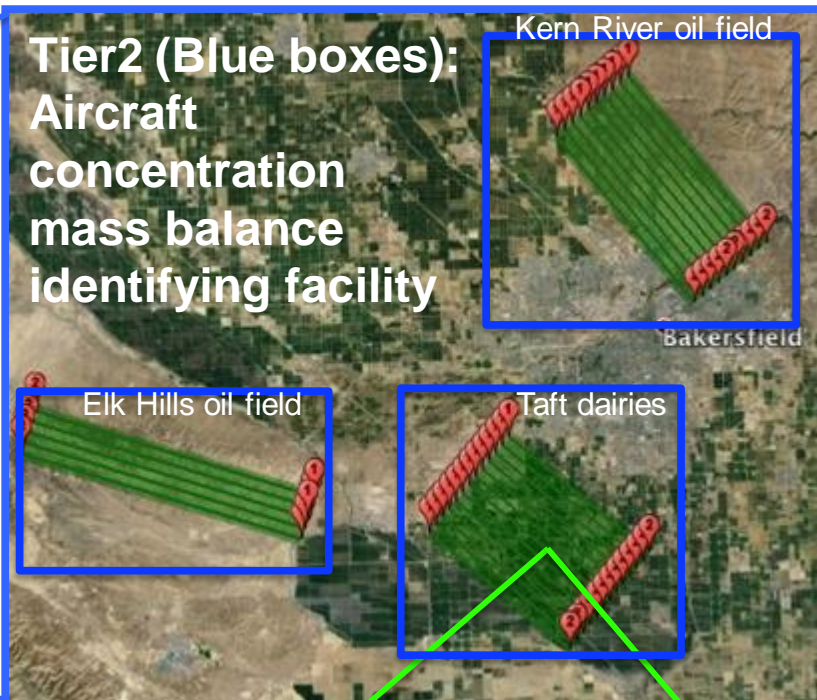 Kern River oil field
Tier2 (Blue boxes):
Aircraft
concentration
mass balance
identifying facility
Bakersfield
Elk Hills oil field
Taft dairies